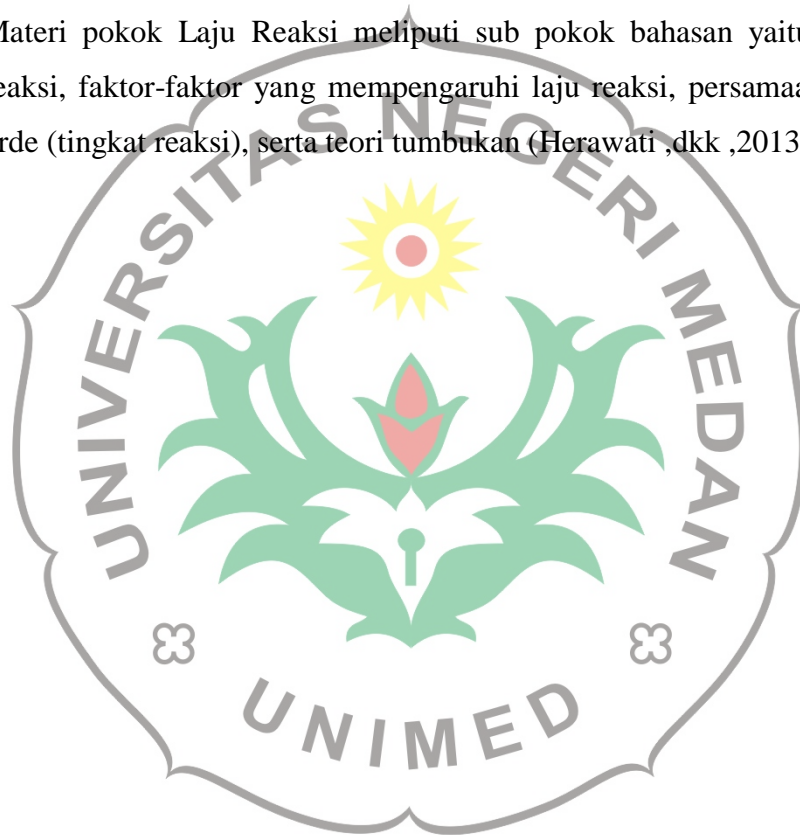 Materi pokok Laju Reaksi meliputi sub pokok bahasan yaitu
eaksi, faktor-faktor yang mempengaruhi laju reaksi, persamaa
rde (tingkat reaksi), serta teori tumbukan (Herawati ,dkk ,2013
UNIVERSITAS NEGERI MEDAN
UNIMED